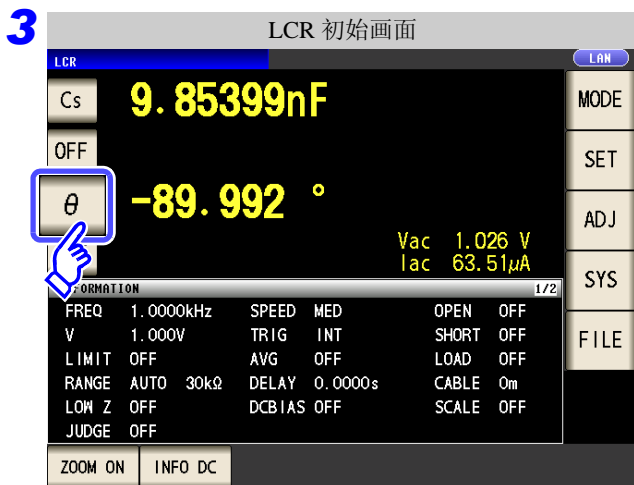 3
LCR 初始画面
LCR
LAN
Cs
9.85399nF
MODE
OFF
SET
θ
-89.992 °
ADJ
Vac 1.026 V
Iac 63.51μA
SYS
FORMATION
1/2
FREQ 1.0000kHz SPEED MED OPEN OFF
V 1.000V TRIG INT SHORT OFF
FILE
LIMIT OFF AVG OFF LOAD OFF
RANGE AUTO 30kΩ DELAY 0.0000s CABLE 0m
LOW Z OFF DCBIAS OFF SCALE OFF
JUDGE OFF
ZOOM ON INFO DC